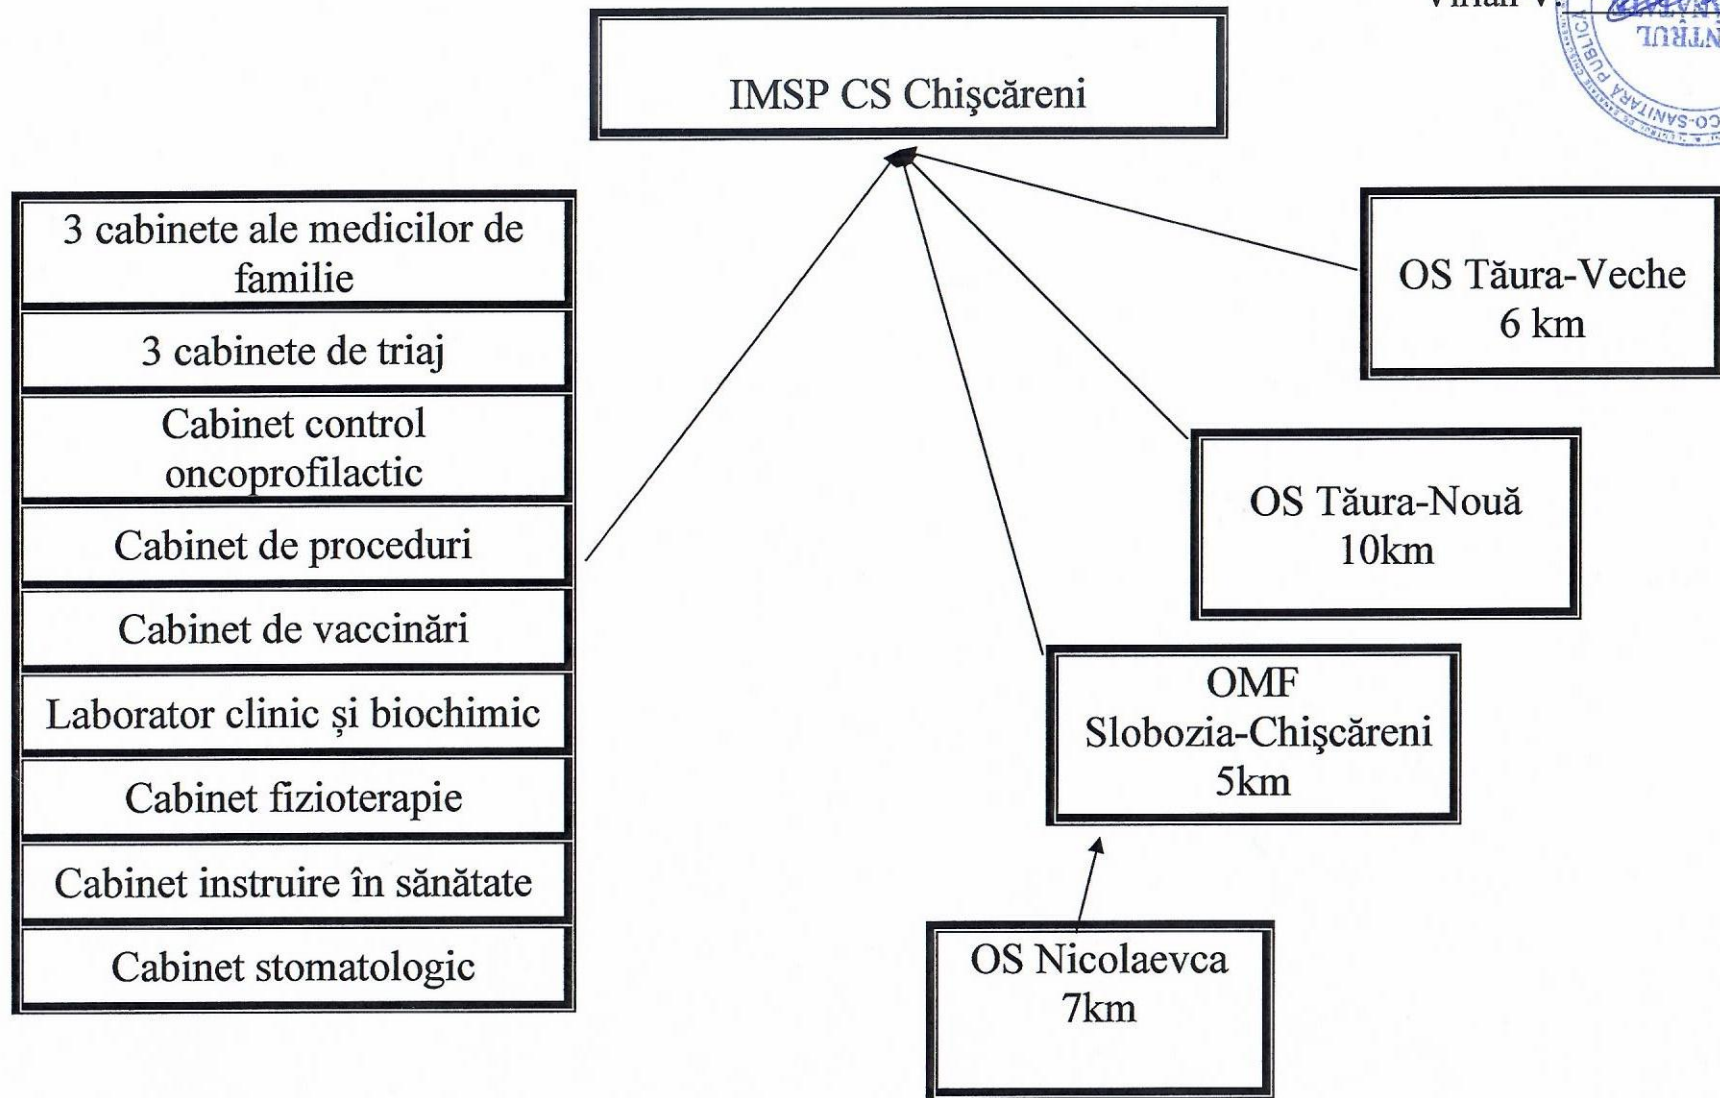 IMSP CS Chişcăreni
3 cabinete ale medicilor de
familie
3 cabinete de triaj
Cabinet control
oncoprofilactic
Cabinet de proceduri
Cabinet de vaccinări
Laborator clinic și biochimic
Cabinet fizioterapie
Cabinet instruire în sănătate
Cabinet stomatologic
OS Tăura-Veche
6 km
OS Tăura-Nouă
10km
OMF
Slobozia-Chişcăreni
5km
OS Nicolaevca
7km